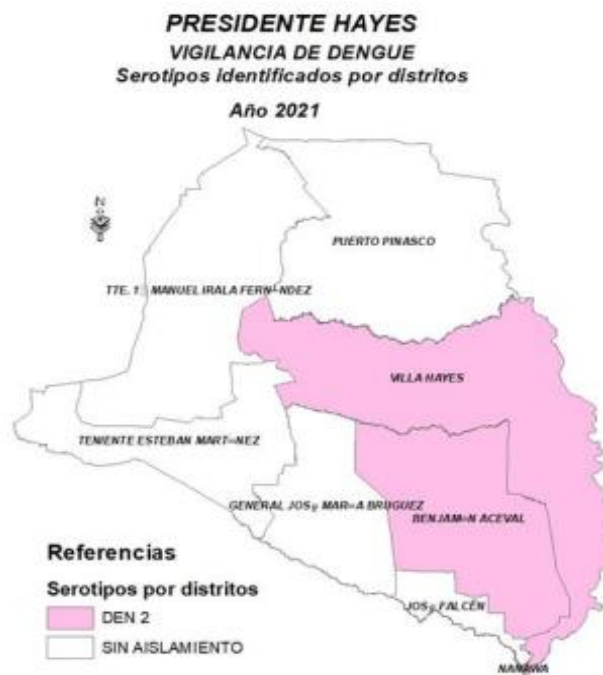 PRESIDENTE HAYES
VIGILANCIA DE DENGUE
Serotipos identificados por distritos
Año 2021
N
PUERTO PINASCO
TTE. 1 MANUEL IRALA FERN NDEZ
VILLA HAYES
TENIENTE ESTEBAN MART¤NEZ
GENERAL JOS MAR¤A BRUGUEZ
BENJAM¤N ACEVAL
JOS FALCÉN
NANAWA
Referencias
Serotipos por distritos
DEN 2
SIN AISLAMIENTO